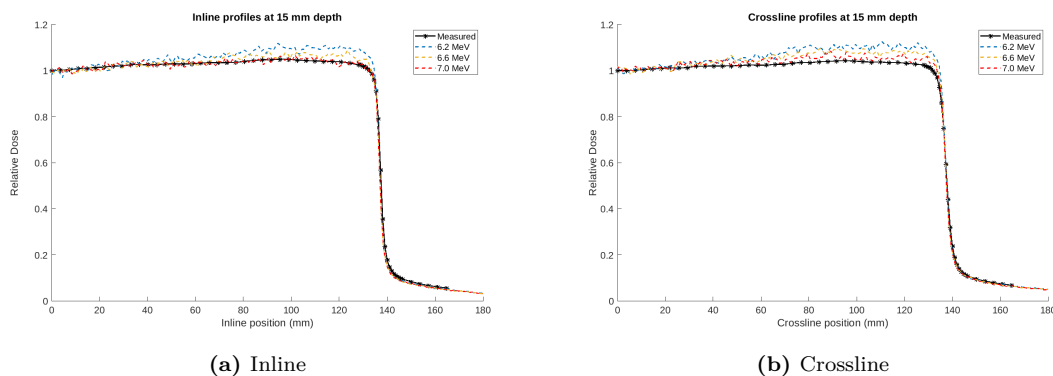 Inline profiles at 15 mm depth
1.2
1
0.8
0.6
0.4
0.2
0
Relative Dose
Measured
6.2 MeV
6.6 MeV
7.0 MeV
0 20 40 60 80 100 120 140 160 180
Inline position (mm)
(a) Inline
Crossline profiles at 15 mm depth
1.2
1
0.8
0.6
0.4
0.2
0
Relative Dose
Measured
6.2 MeV
6.6 MeV
7.0 MeV
0 20 40 60 80 100 120 140 160 180
Crossline position (mm)
(b) Crossline